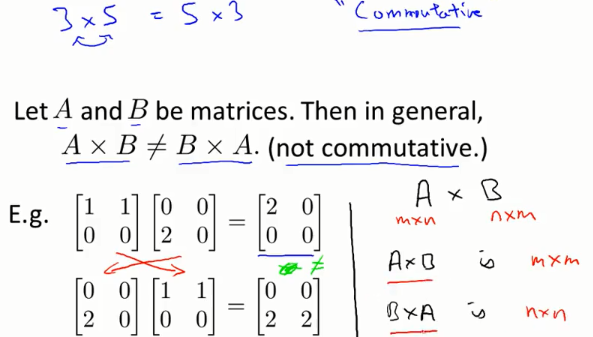 3 × 5 = 5 × 3 "Commutative
Let A and B be matrices. Then in general,
A × B ≠ B × A. (not commutative.)
E.g.
[1 1
0 0] [0 0
2 0] = [2 0
0 0]
≠
[0 0
2 0] [1 1
0 0] = [0 0
2 2]
A × B
m×n n×m
A×B is m×m
B×A is n×n